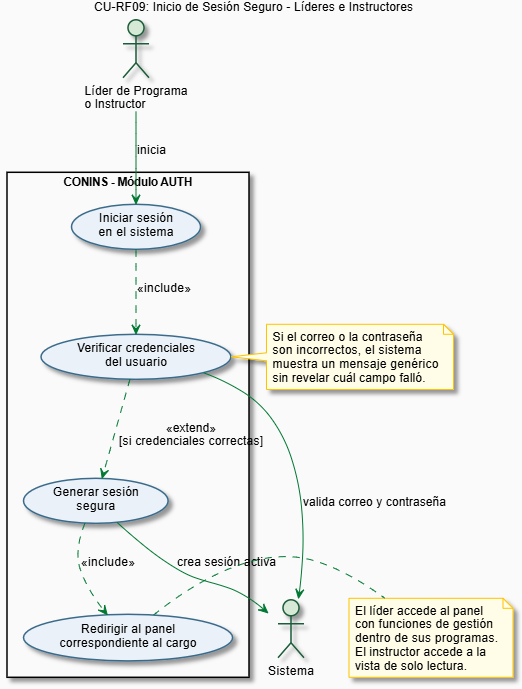 CU-RF09: Inicio de Sesión Seguro - Líderes e Instructores
Líder de Programa
o Instructor
inicia
CONINS - Módulo AUTH
Iniciar sesión
en el sistema
«include»
Verificar credenciales
del usuario
Si el correo o la contraseña
son incorrectos, el sistema
muestra un mensaje genérico
sin revelar cuál campo falló.
«extend»
[si credenciales correctas]
Generar sesión
segura
valida correo y contraseña
«include»
crea sesión activa
Redirigir al panel
correspondiente al cargo
Sistema
El líder accede al panel
con funciones de gestión
dentro de sus programas.
El instructor accede a la
vista de solo lectura.